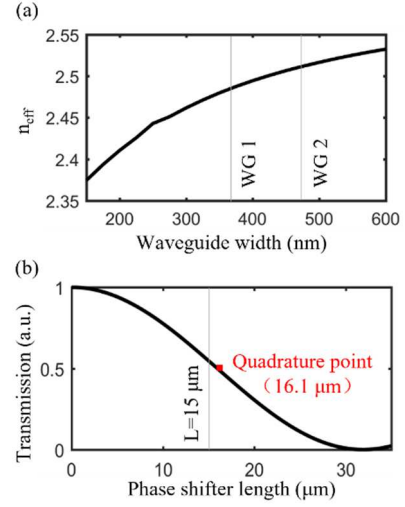 (a)
2.55
2.5
2.45
2.4
2.35
n_eff
WG 1
WG 2
200
300
400
500
600
Waveguide width (nm)
(b)
1
0.5
0
Transmission (a.u.)
L=15 μm
Quadrature point
(16.1 μm)
0
10
20
30
Phase shifter length (μm)